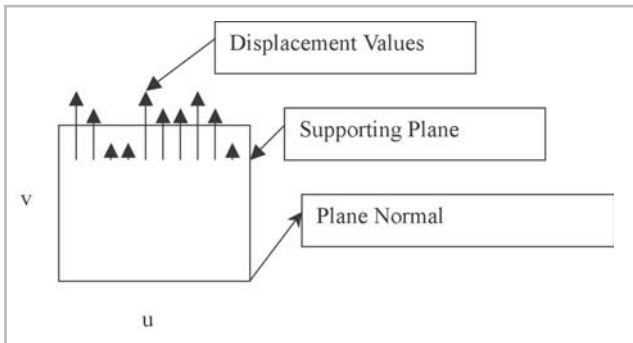 Displacement Values
Supporting Plane
v
Plane Normal
u